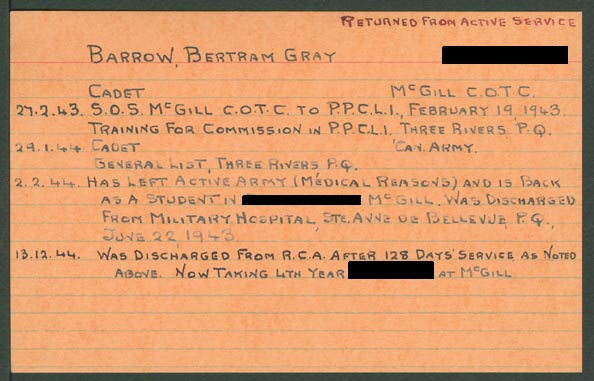 RETURNED FROM ACTIVE SERVICE
BARROW, BERTRAM GRAY
CADET McGILL C.O.T.C.
27.2.43. S.O.S. McGILL C.O.T.C. TO P.P.C.L.I., FEBRUARY 19, 1943.
TRAINING FOR COMMISSION IN P.P.C.L.I. THREE RIVERS, P.Q.
29.1.44 CADET CAN. ARMY.
GENERAL LIST, THREE RIVERS P.Q.
2.2.44. HAS LEFT ACTIVE ARMY (MÉDICAL REASONS) AND IS BACK
AS A STUDENT IN McGILL. WAS DISCHARGED
FROM MILITARY HOSPITAL, STE. ANNE DE BELLEVUE, P.Q.,
JUNE 22, 1943.
13.12.44. WAS DISCHARGED FROM R.C.A. AFTER 128 DAYS' SERVICE AS NOTED
ABOVE. NOW TAKING 4TH YEAR AT McGILL